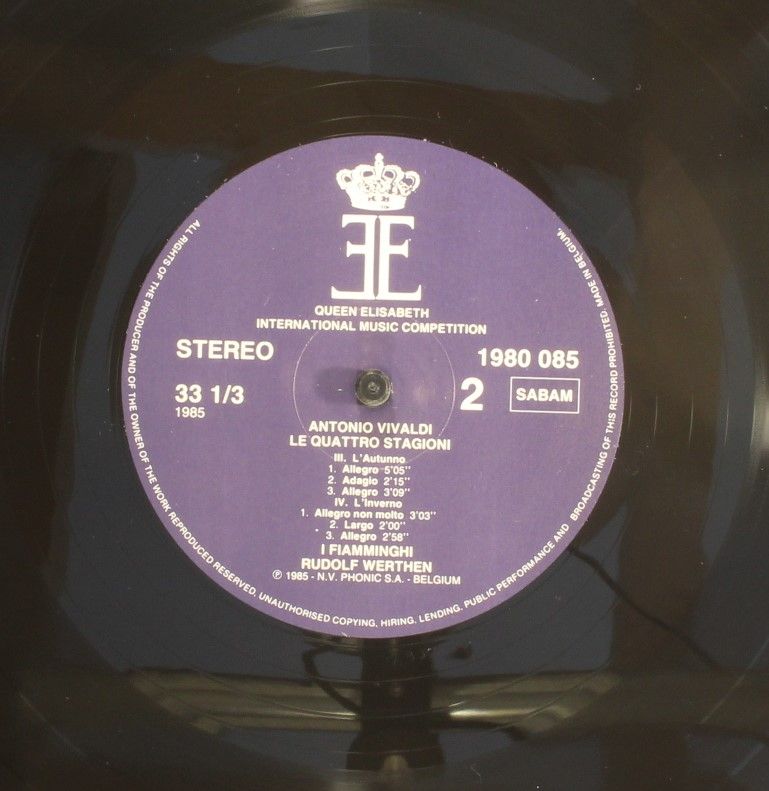 ƎE
QUEEN ELISABETH
INTERNATIONAL MUSIC COMPETITION
STEREO
1980 085
33 1/3
2
SABAM
1985
ANTONIO VIVALDI
LE QUATTRO STAGIONI
III. L'Autunno
1. Allegro 5'05"
2. Adagio 2'15"
3. Allegro 3'09"
IV. L'Inverno
1. Allegro non molto 3'03"
2. Largo 2'00"
3. Allegro 2'58"
I FIAMMINGHI
RUDOLF WERTHEN
℗ 1985 - N.V. PHONIC S.A. - BELGIUM
ALL RIGHTS OF THE PRODUCER AND OF THE OWNER OF THE WORK REPRODUCED RESERVED, UNAUTHORISED COPYING, HIRING, LENDING, PUBLIC PERFORMANCE AND BROADCASTING OF THIS RECORD PROHIBITED. MADE IN BELGIUM.